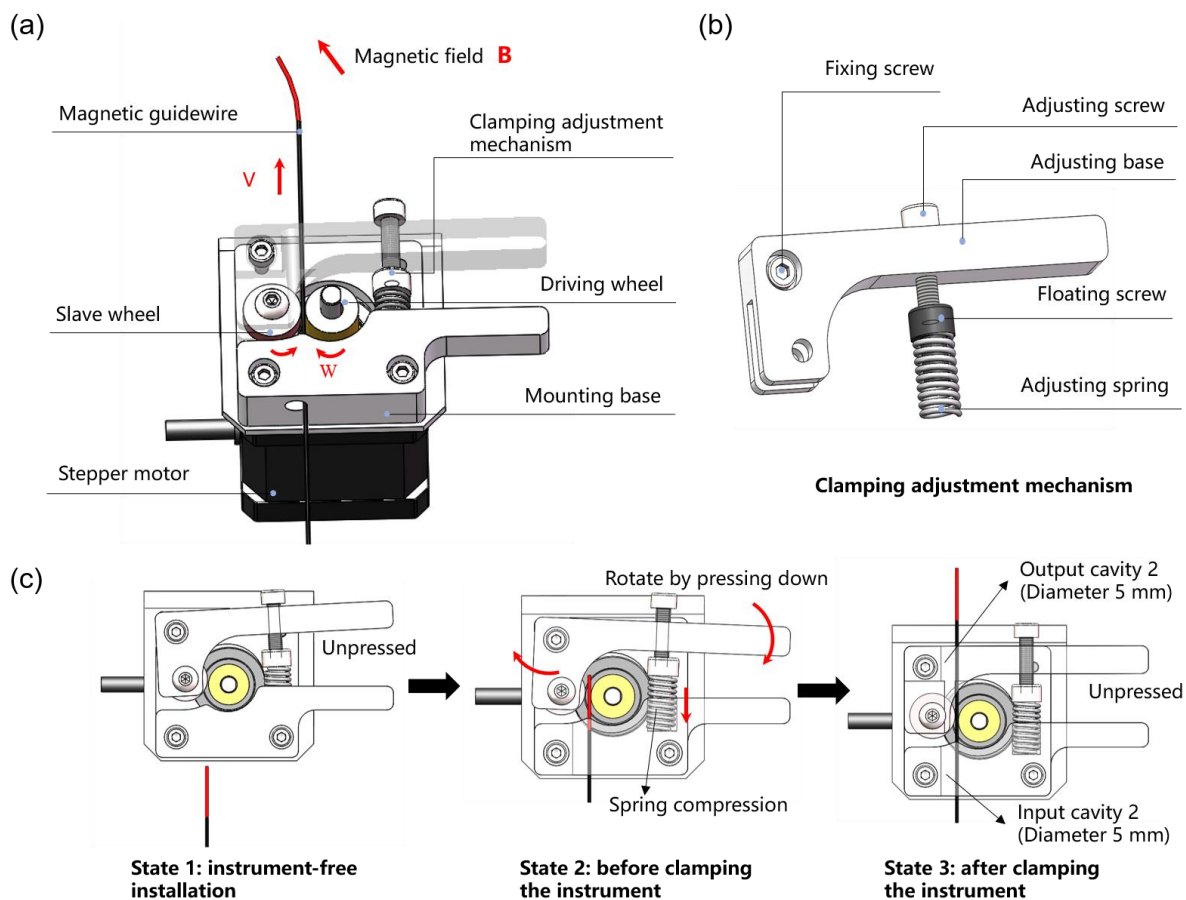 (a)
Magnetic field B
Magnetic guidewire
Clamping adjustment
mechanism
V
Driving wheel
Slave wheel
W
Mounting base
Stepper motor
(b)
Fixing screw
Adjusting screw
Adjusting base
Floating screw
Adjusting spring
Clamping adjustment mechanism
(c)
Unpressed
State 1: instrument-free
installation
Rotate by pressing down
Spring compression
State 2: before clamping
the instrument
Output cavity 2
(Diameter 5 mm)
Unpressed
Input cavity 2
(Diameter 5 mm)
State 3: after clamping
the instrument